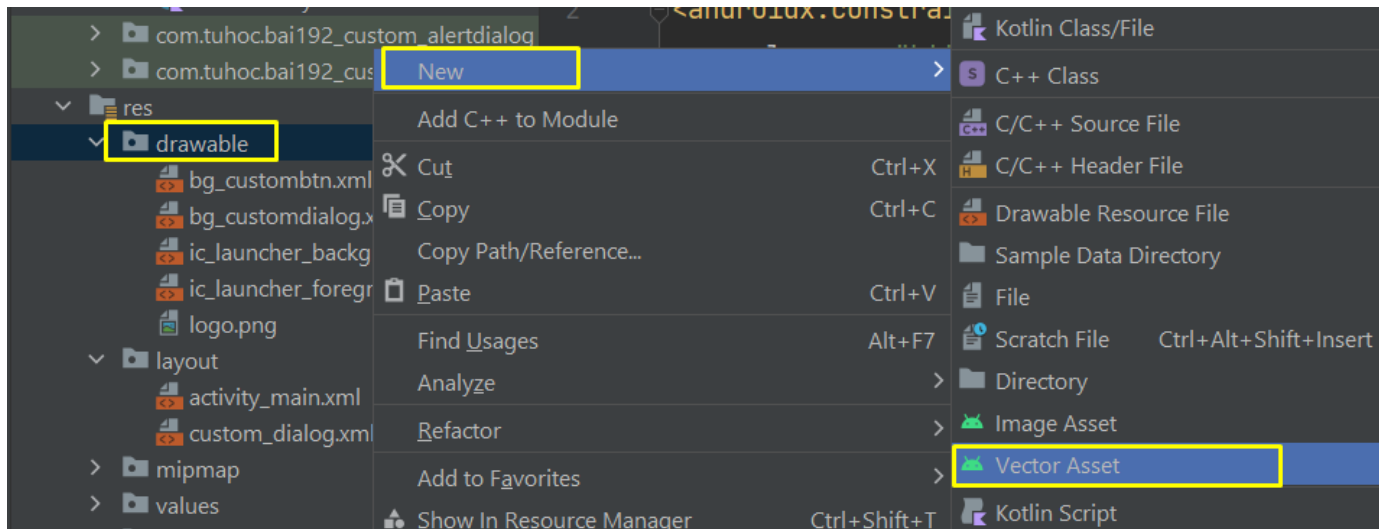 2 <androidx.constrai
com.tuhoc.bai192_custom_alertdialog
com.tuhoc.bai192_cus
res
drawable
bg_custombtn.xml
bg_customdialog.x
ic_launcher_backg
ic_launcher_foregr
logo.png
layout
activity_main.xml
custom_dialog.xml
mipmap
values
New
Add C++ to Module
Cut Ctrl+X
Copy Ctrl+C
Copy Path/Reference...
Paste Ctrl+V
Find Usages Alt+F7
Analyze
Refactor
Add to Favorites
Show In Resource Manager Ctrl+Shift+T
Kotlin Class/File
C++ Class
C/C++ Source File
C/C++ Header File
Drawable Resource File
Sample Data Directory
File
Scratch File Ctrl+Alt+Shift+Insert
Directory
Image Asset
Vector Asset
Kotlin Script